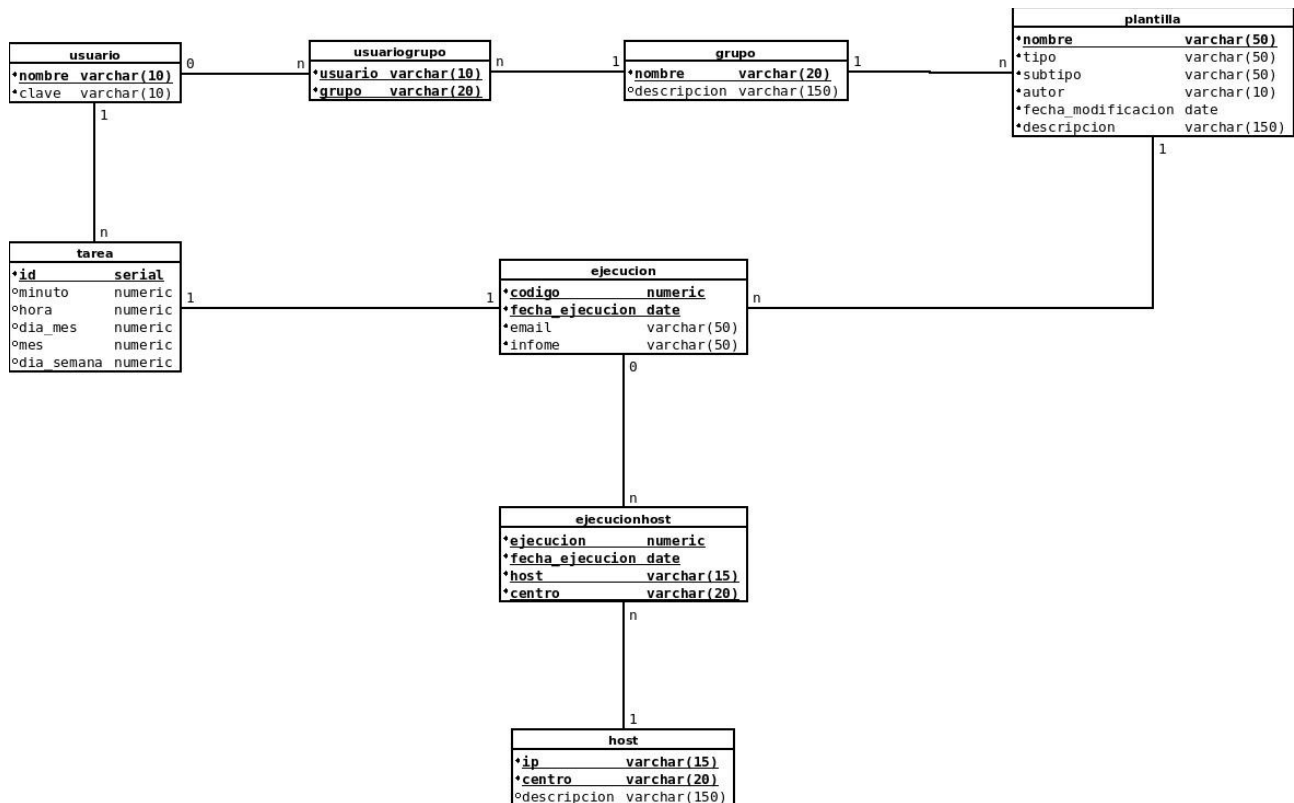 plantilla
nombre varchar(50)
tipo varchar(50)
subtipo varchar(50)
autor varchar(10)
fecha_modificacion date
descripcion varchar(150)
usuario
nombre varchar(10)
clave varchar(10)
0
n
usuariogrupo
usuario varchar(10)
grupo varchar(20)
n
1
grupo
nombre varchar(20)
descripcion varchar(150)
1
n
1
n
1
tarea
id serial
minuto numeric
hora numeric
dia_mes numeric
mes numeric
dia_semana numeric
1
1
ejecucion
codigo numeric
fecha_ejecucion date
email varchar(50)
infome varchar(50)
n
0
n
ejecucionhost
ejecucion numeric
fecha_ejecucion date
host varchar(15)
centro varchar(20)
n
1
host
ip varchar(15)
centro varchar(20)
descripcion varchar(150)